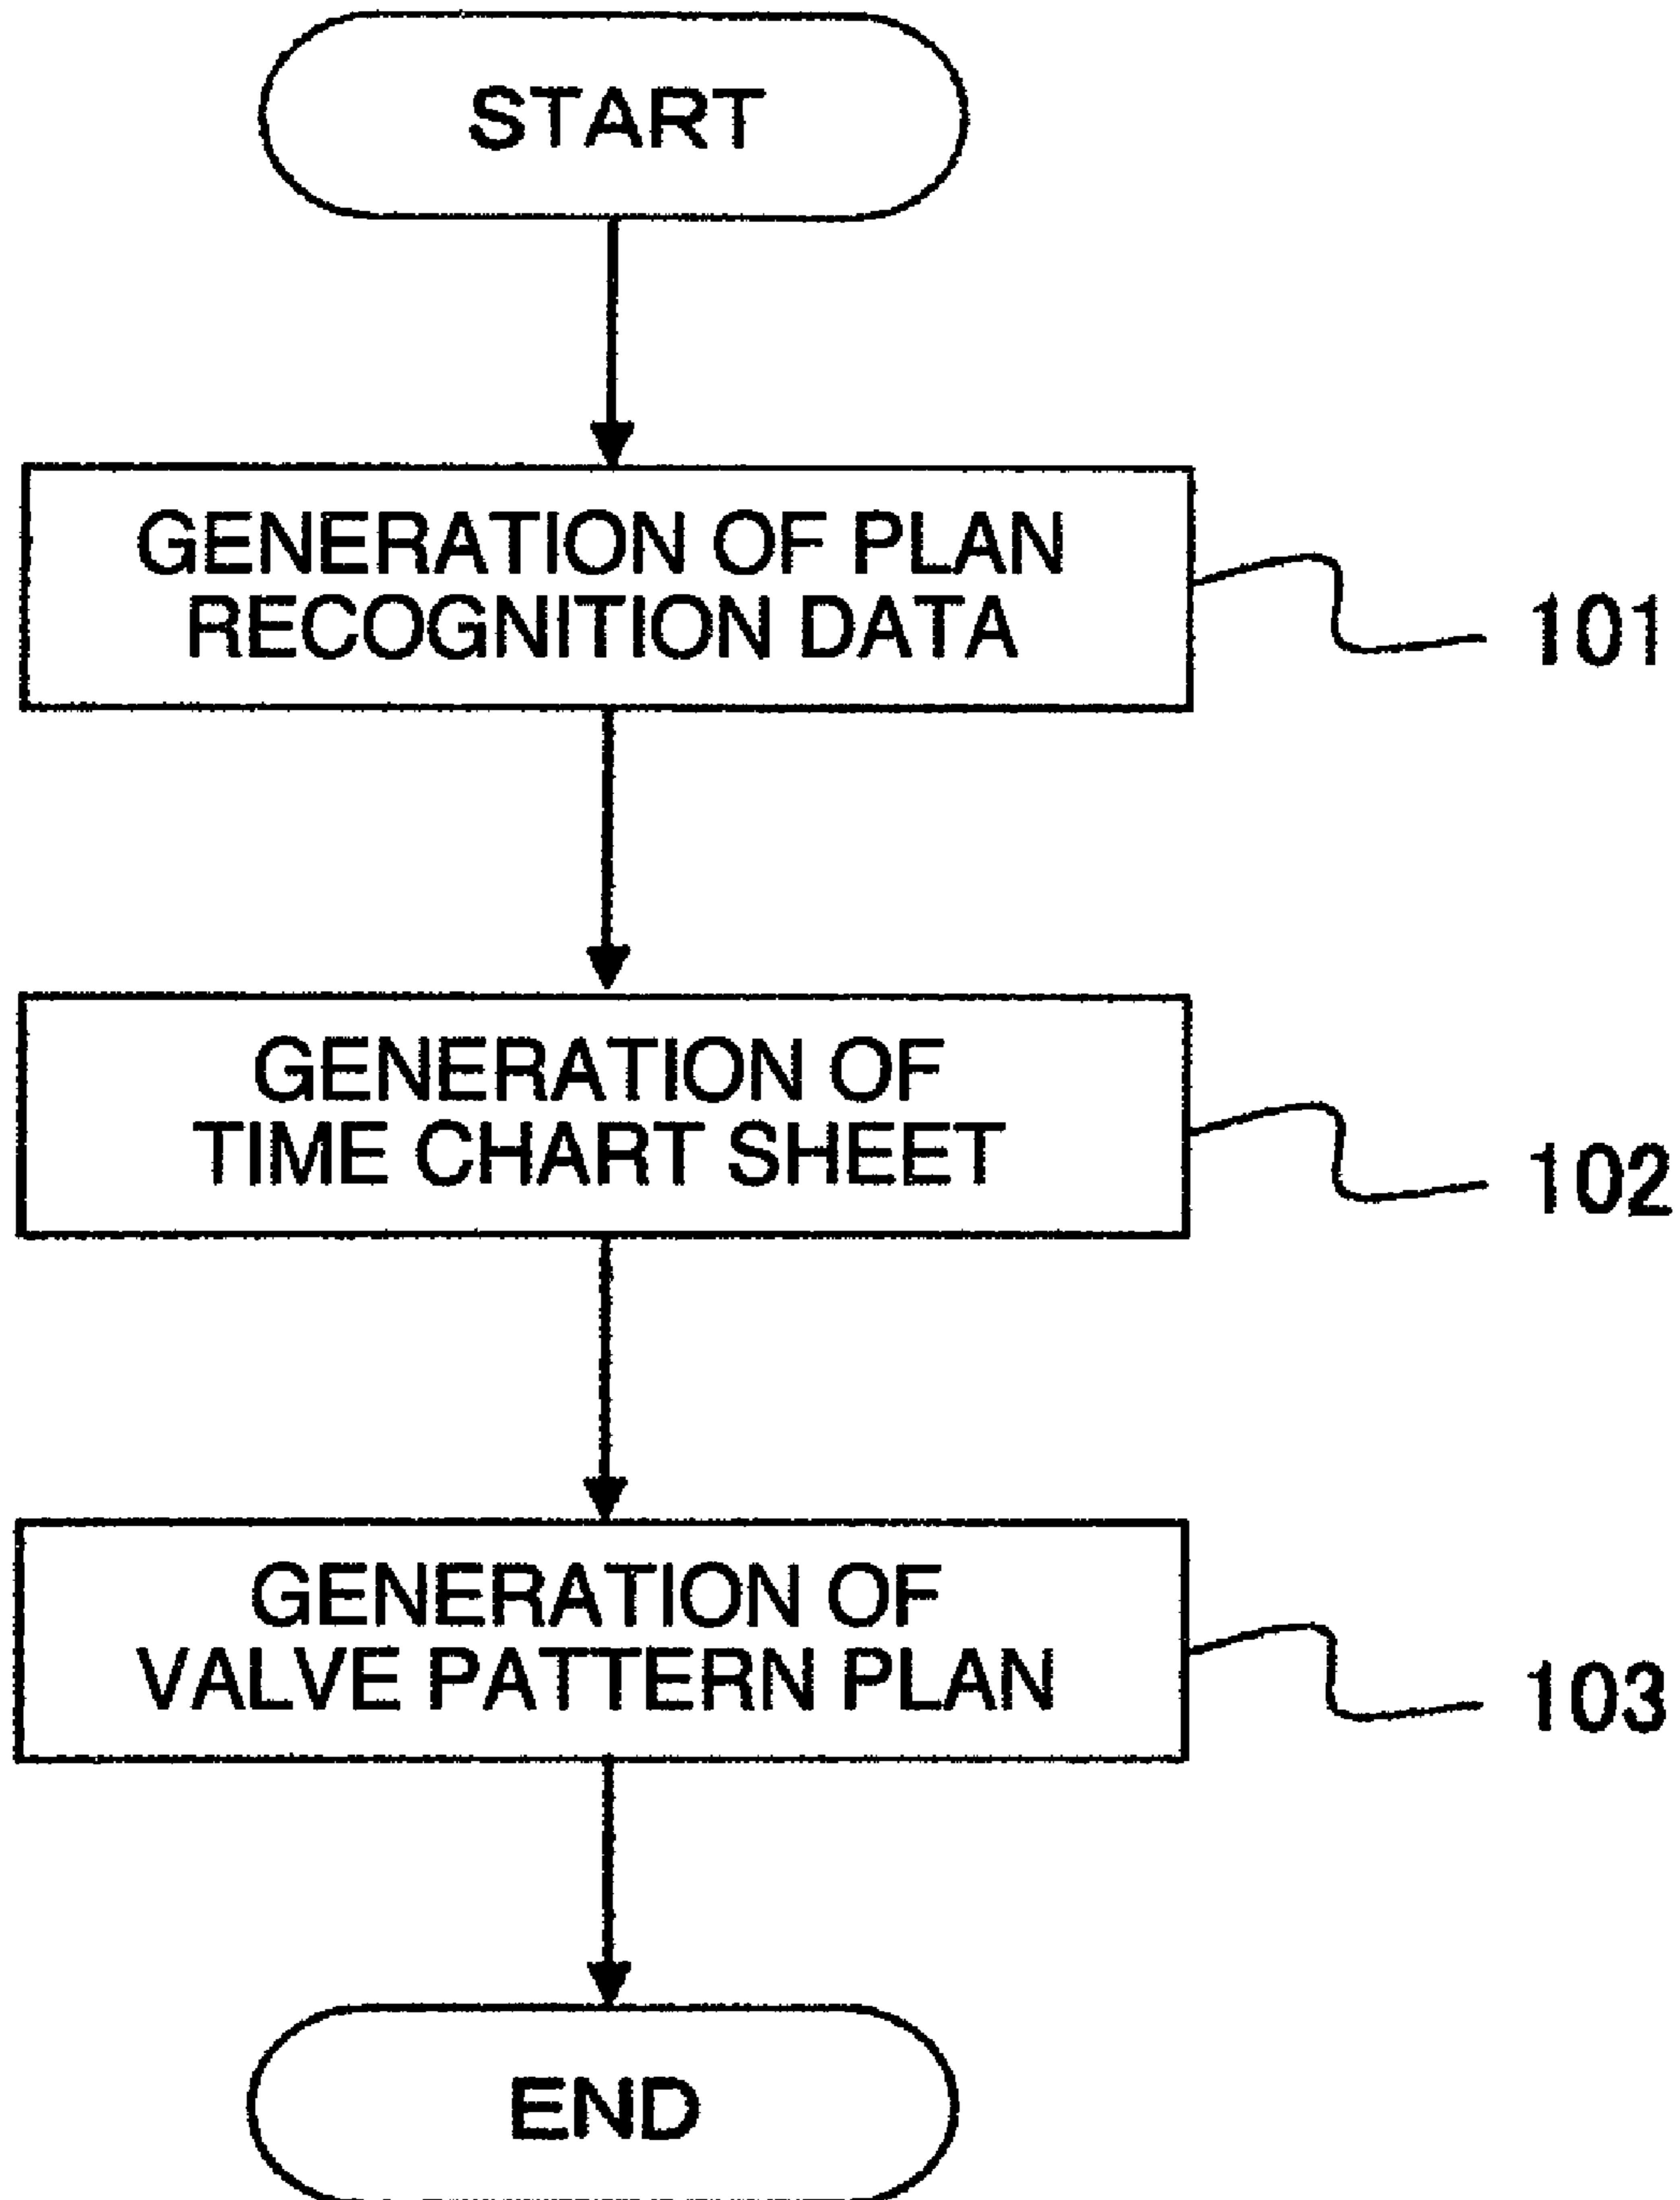 START
GENERATION OF PLAN
RECOGNITION DATA
101
GENERATION OF
TIME CHART SHEET
102
GENERATION OF
VALVE PATTERN PLAN
103
END